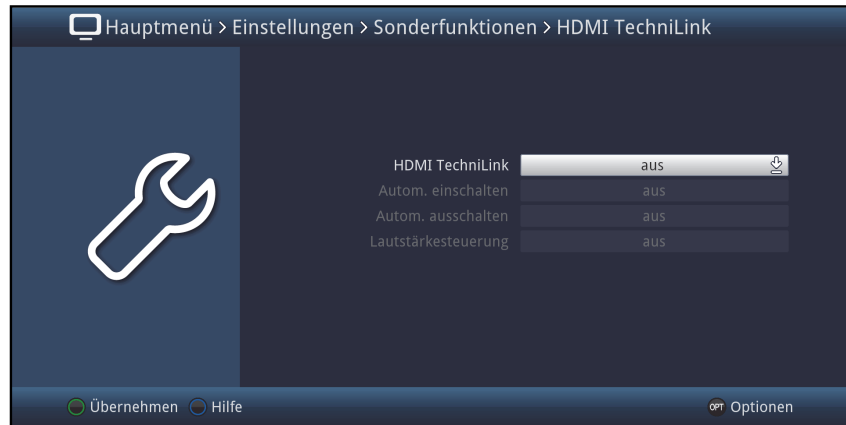 Hauptmenü > Einstellungen > Sonderfunktionen > HDMI TechniLink
HDMI TechniLink aus
Autom. einschalten aus
Autom. ausschalten aus
Lautstärkesteuerung aus
Übernehmen Hilfe OPT Optionen